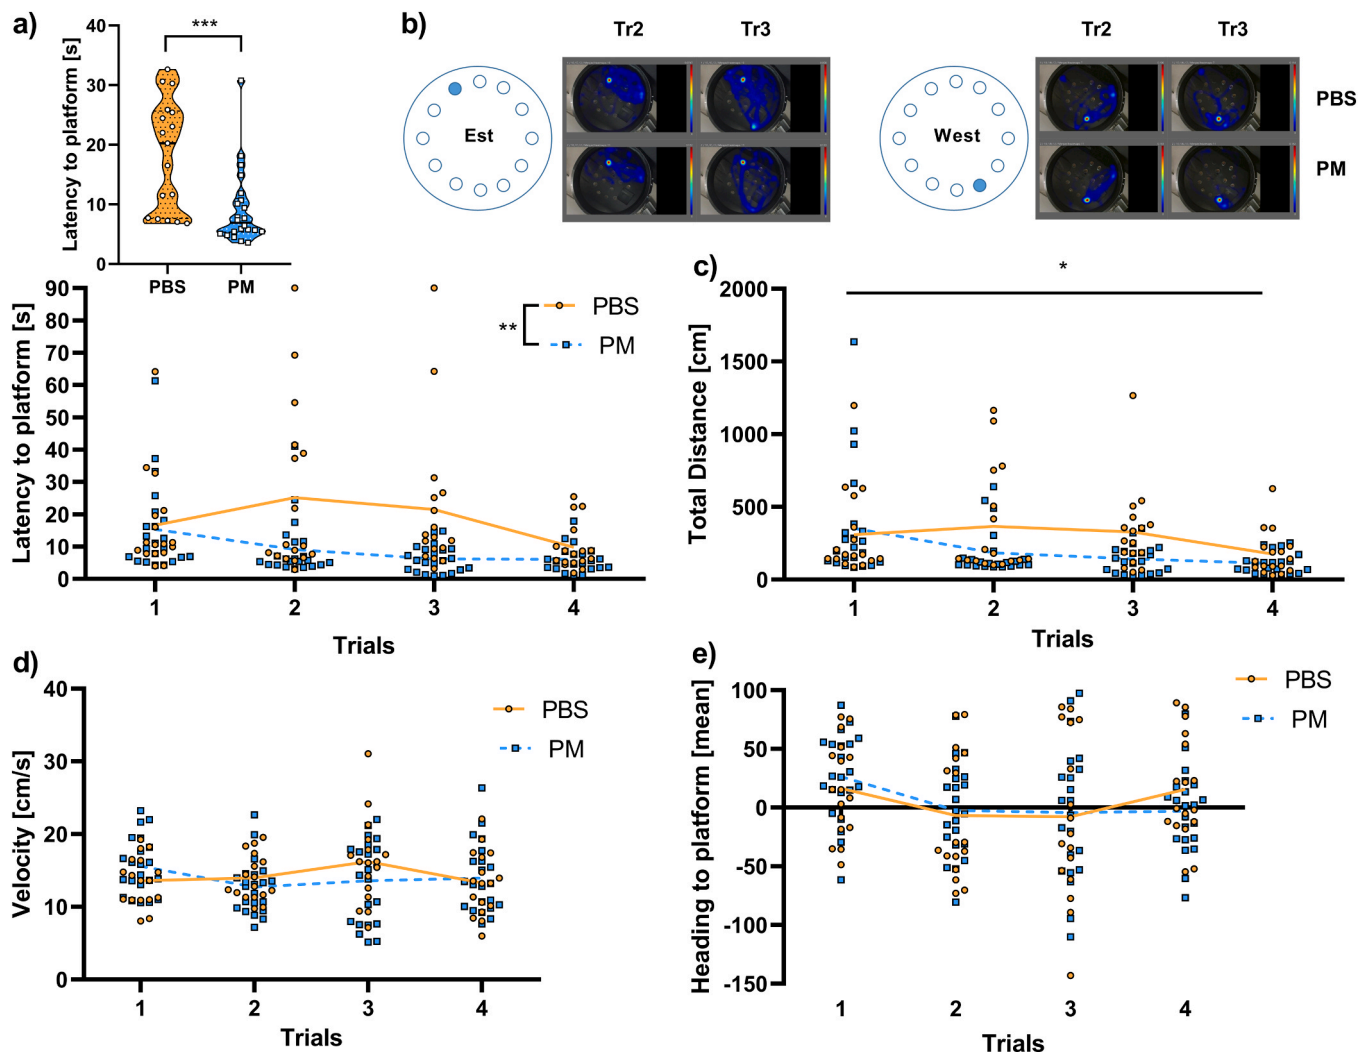 a)
Latency to platform [s]
40
30
20
10
0
***
PBS
PM
b)
Tr2
Tr3
Tr2
Tr3
Est
West
PBS
PM
Latency to platform [s]
90
80
70
60
50
40
30
20
10
0
**
PBS
PM
1
2
3
4
Trials
c)
*
Total Distance [cm]
2000
1500
1000
500
0
1
2
3
4
Trials
d)
Velocity [cm/s]
40
30
20
10
0
PBS
PM
1
2
3
4
Trials
e)
Heading to platform [mean]
100
50
0
-50
-100
-150
PBS
PM
1
2
3
4
Trials